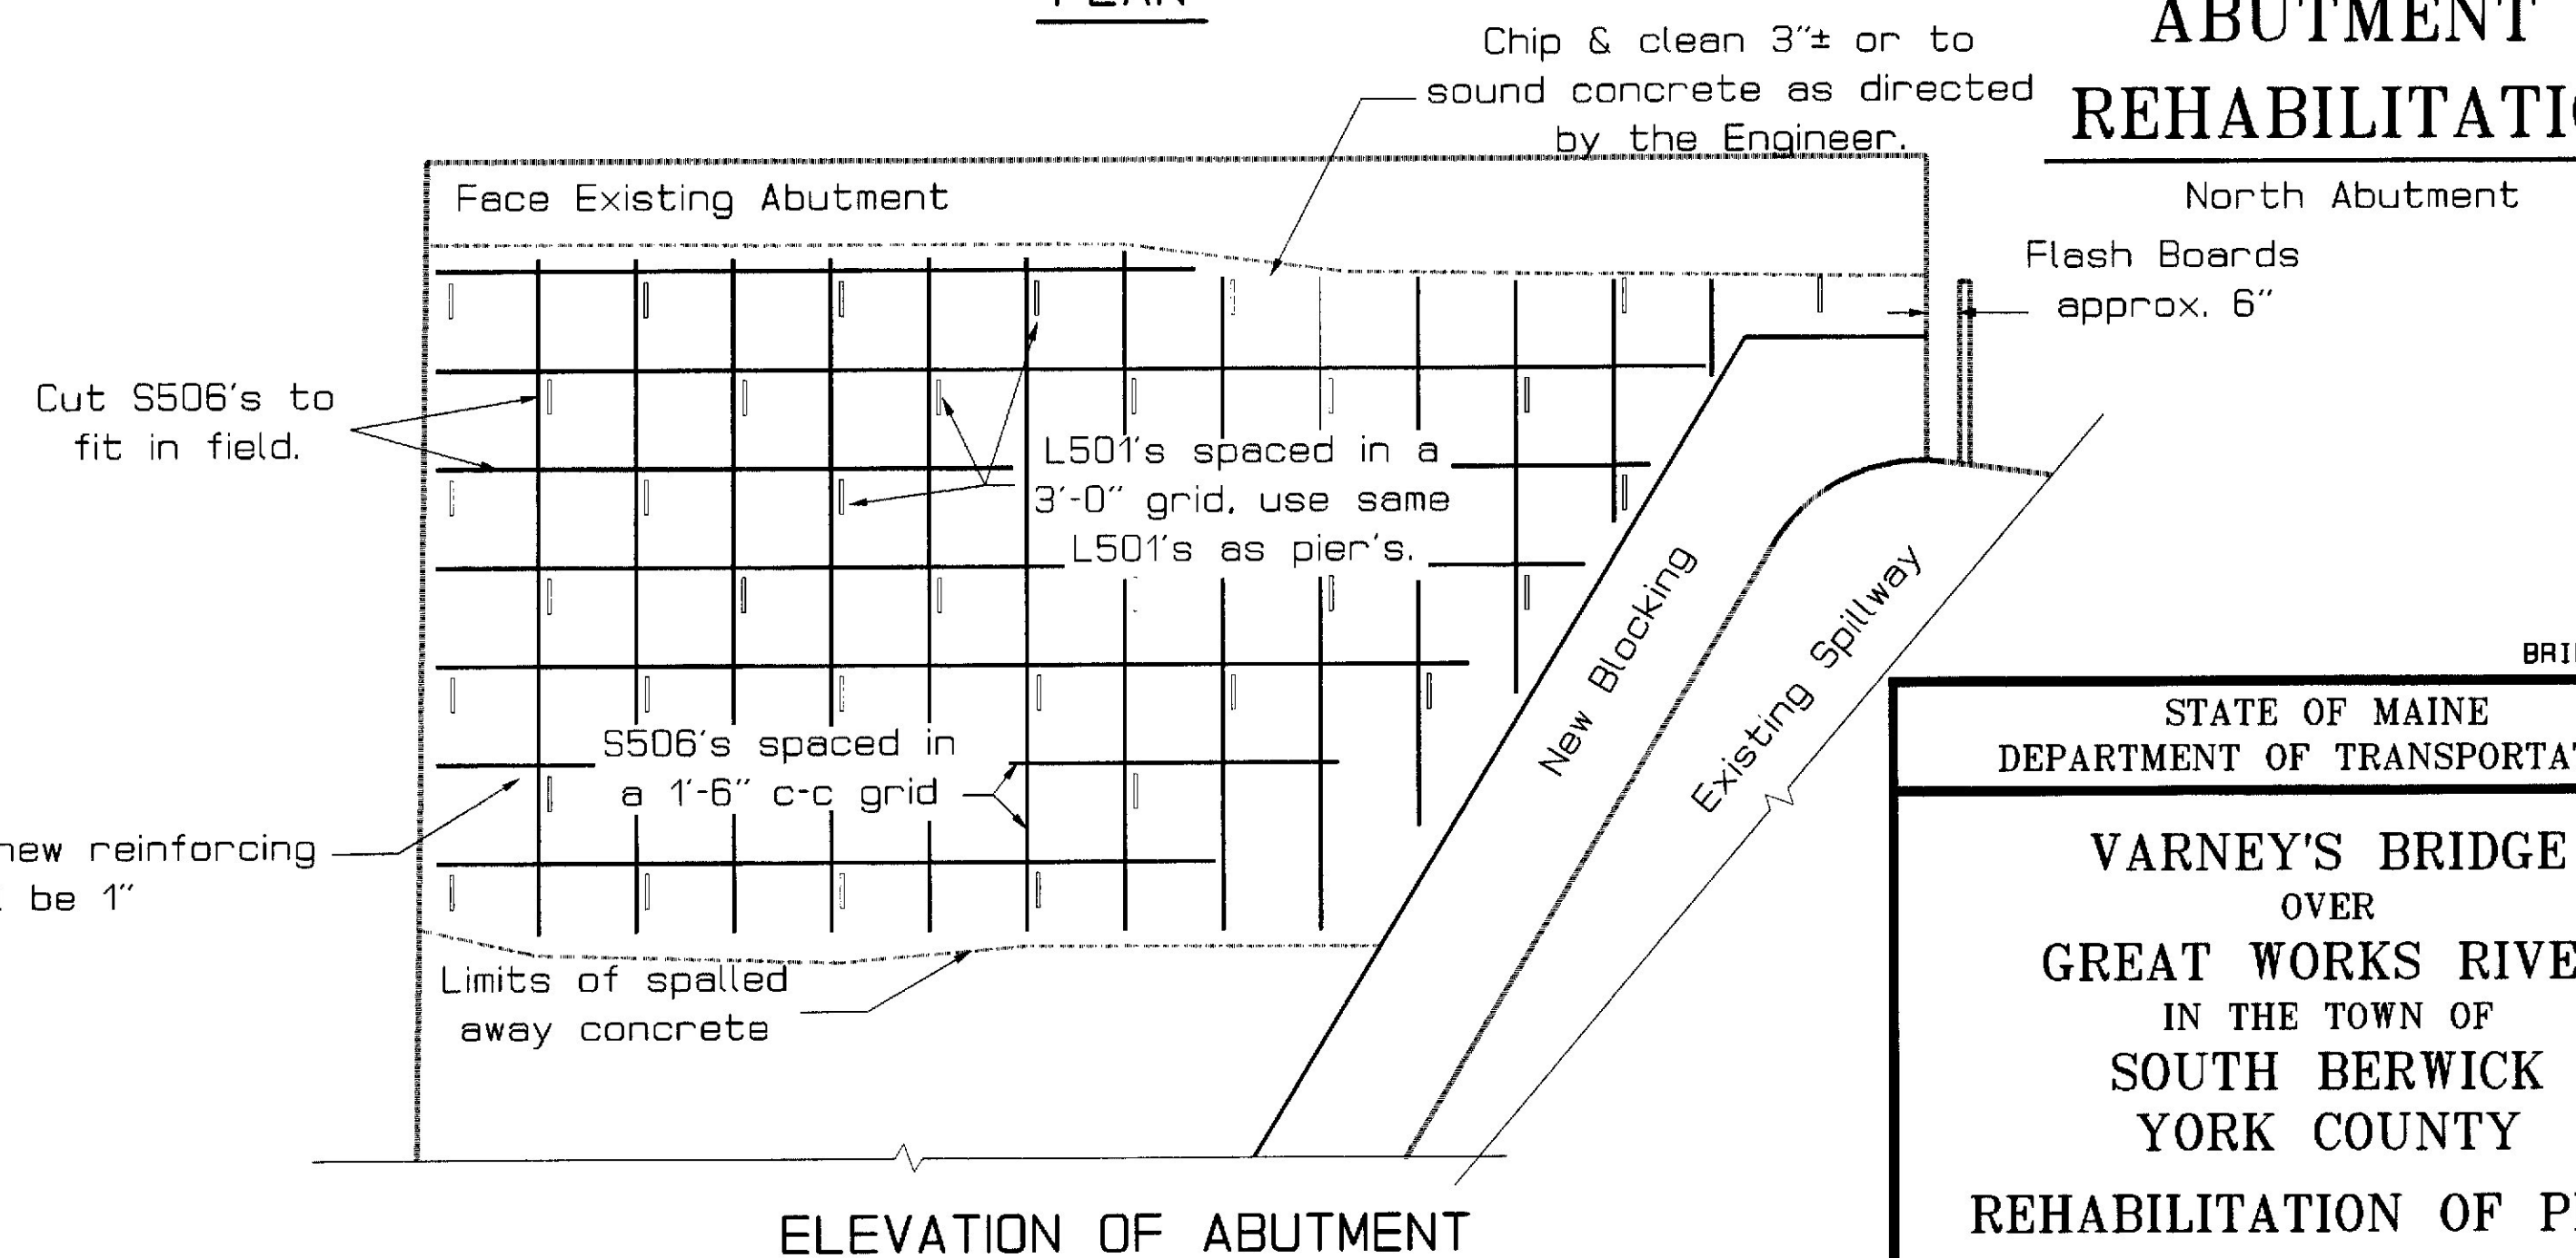 PLAN
Chip & clean 3"± or to
sound concrete as directed
by the Engineer.
ABUTMENT
REHABILITATIO
North Abutment
Face Existing Abutment
Flash Boards
approx. 6"
Cut S506's to
fit in field.
L501's spaced in a
3'-0" grid, use same
L501's as pier's.
New Blocking
Existing Spillway
S506's spaced in
a 1'-6" c-c grid
new reinforcing
be 1"
Limits of spalled
away concrete
ELEVATION OF ABUTMENT
BRI
STATE OF MAINE
DEPARTMENT OF TRANSPORTAT
VARNEY'S BRIDGE
OVER
GREAT WORKS RIVE
IN THE TOWN OF
SOUTH BERWICK
YORK COUNTY
REHABILITATION OF P